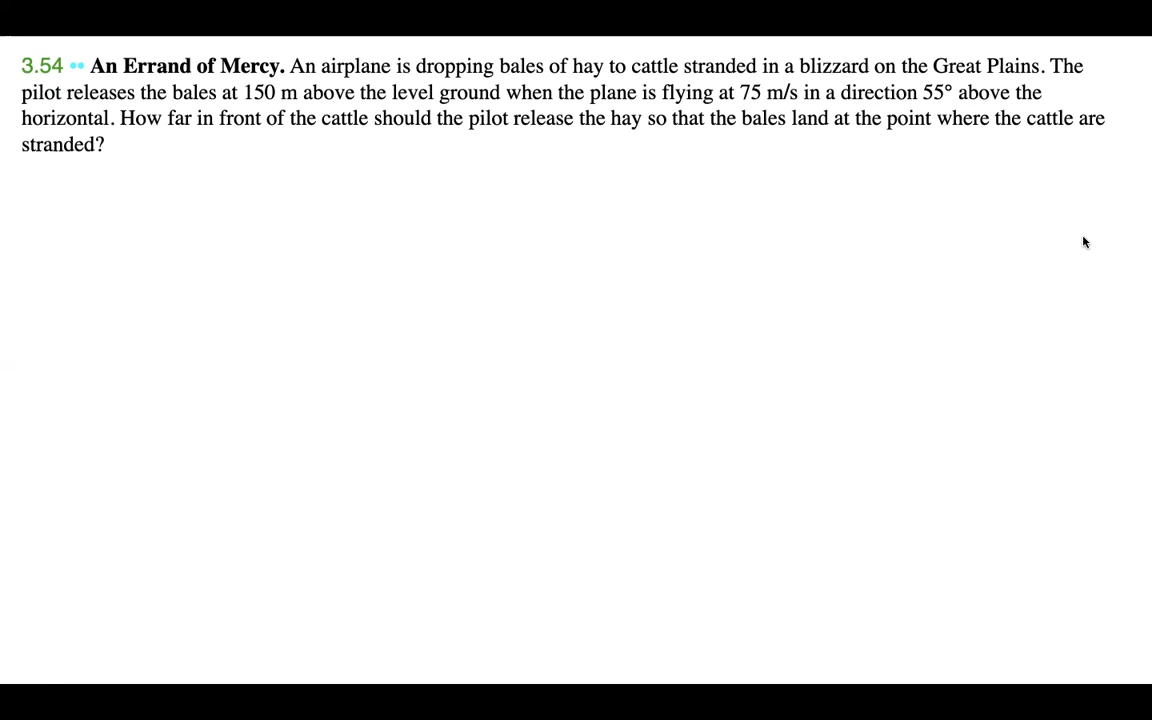 3.54 •• An Errand of Mercy. An airplane is dropping bales of hay to cattle stranded in a blizzard on the Great Plains. The
pilot releases the bales at 150 m above the level ground when the plane is flying at 75 m/s in a direction 55° above the
horizontal. How far in front of the cattle should the pilot release the hay so that the bales land at the point where the cattle are
stranded?